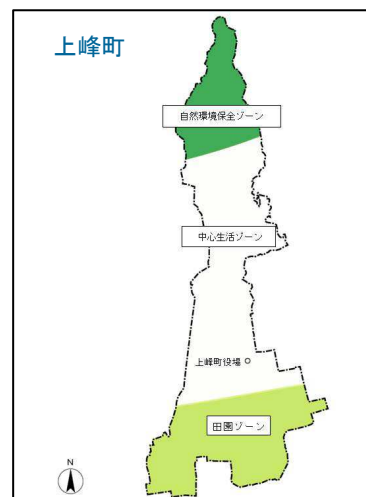 上峰町
自然環境保全ゾーン
中心生活ゾーン
上峰町役場
田園ゾーン
N